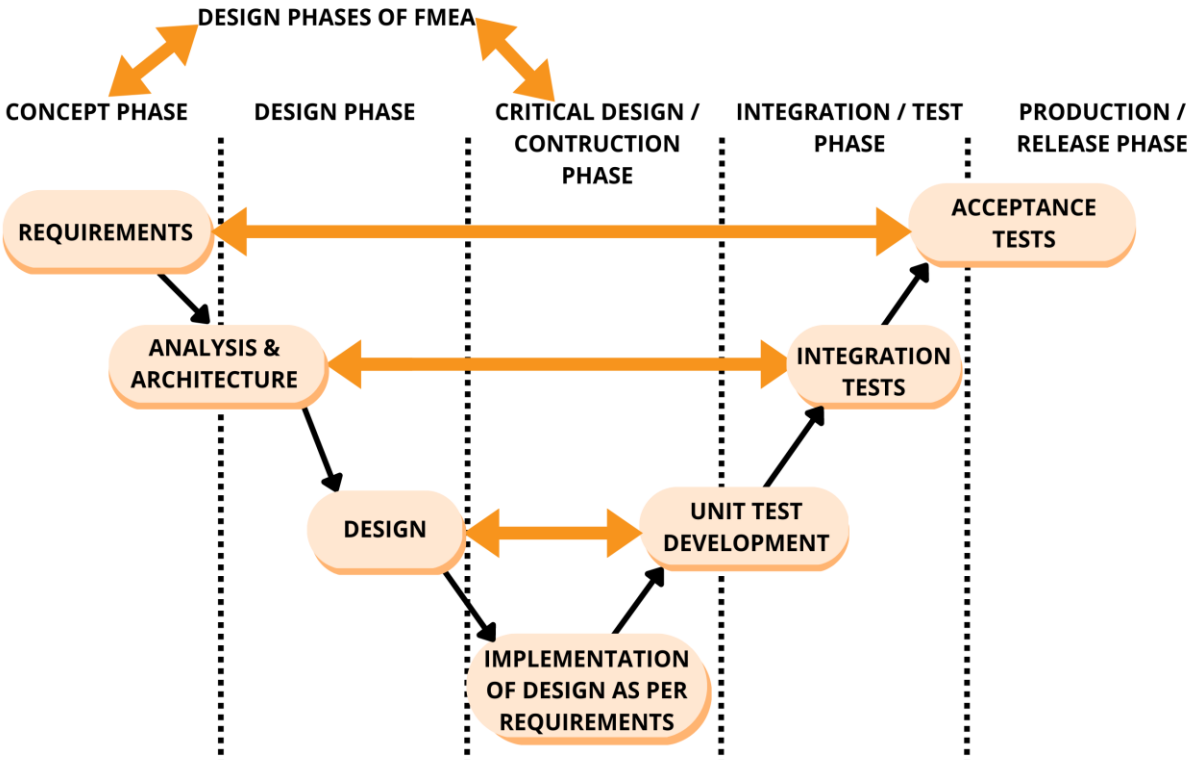 DESIGN PHASES OF FMEA
CONCEPT PHASE
DESIGN PHASE
CRITICAL DESIGN /
CONTRUCTION
PHASE
INTEGRATION / TEST
PHASE
PRODUCTION /
RELEASE PHASE
REQUIREMENTS
ACCEPTANCE
TESTS
ANALYSIS &
ARCHITECTURE
INTEGRATION
TESTS
DESIGN
UNIT TEST
DEVELOPMENT
IMPLEMENTATION
OF DESIGN AS PER
REQUIREMENTS